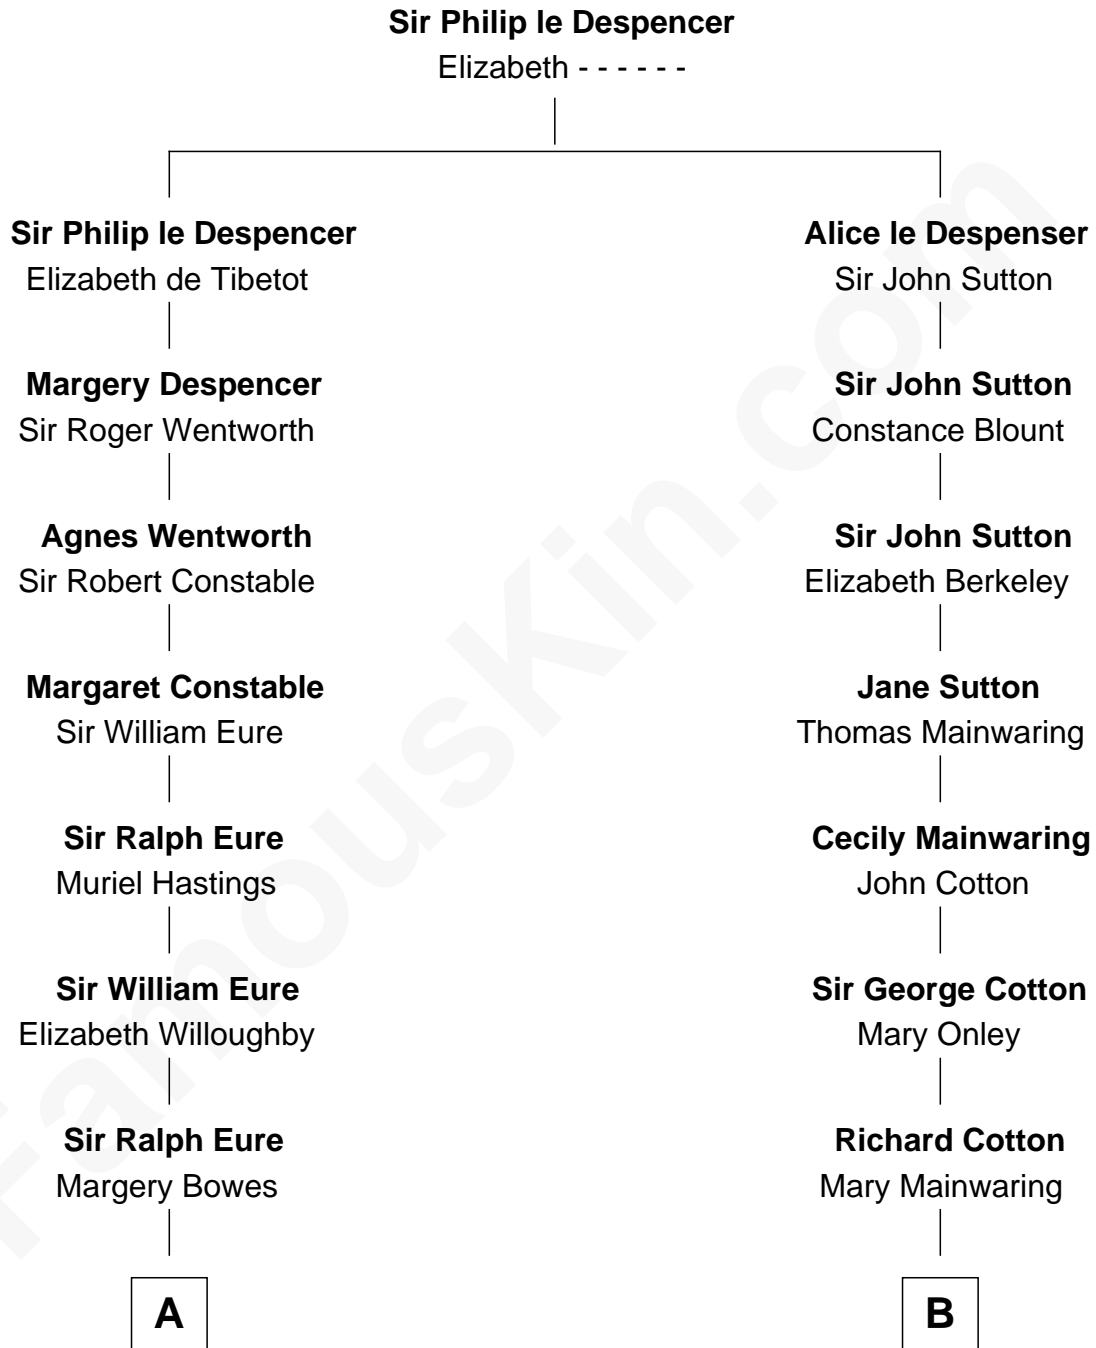 Sir Philip le Despencer
Elizabeth - - - - - -
Sir Philip le Despencer
Elizabeth de Tibetot
Alice le Despenser
Sir John Sutton
Margery Despencer
Sir Roger Wentworth
Sir John Sutton
Constance Blount
Agnes Wentworth
Sir Robert Constable
Sir John Sutton
Elizabeth Berkeley
Margaret Constable
Sir William Eure
Jane Sutton
Thomas Mainwaring
Sir Ralph Eure
Muriel Hastings
Cecily Mainwaring
John Cotton
Sir William Eure
Elizabeth Willoughby
Sir George Cotton
Mary Onley
Sir Ralph Eure
Margery Bowes
Richard Cotton
Mary Mainwaring
A
B
FamousKin.com